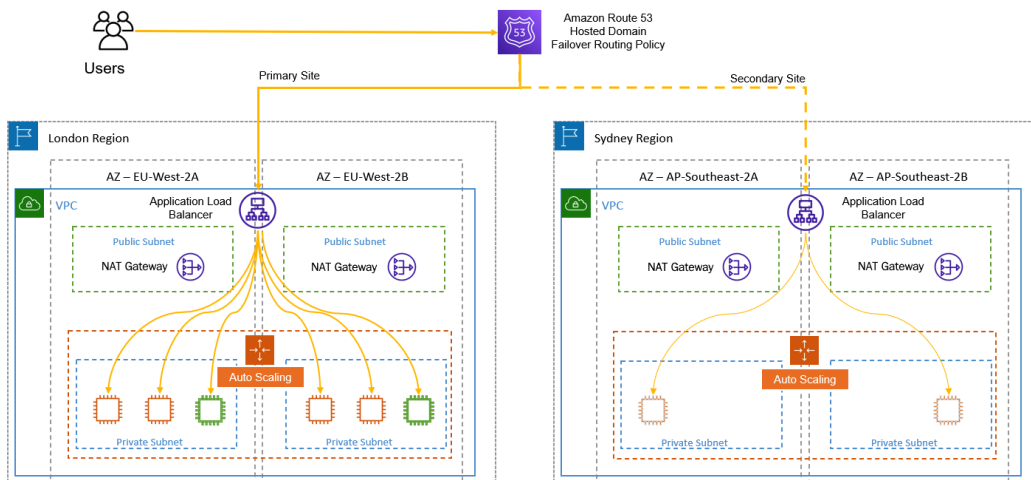 Amazon Route 53
Hosted Domain
Failover Routing Policy
53
Users
Primary Site
Secondary Site
London Region
AZ – EU-West-2A
AZ – EU-West-2B
VPC
Application Load
Balancer
Public Subnet
NAT Gateway
Public Subnet
NAT Gateway
Auto Scaling
Private Subnet
Private Subnet
Sydney Region
AZ – AP-Southeast-2A
AZ – AP-Southeast-2B
VPC
Application Load
Balancer
Public Subnet
NAT Gateway
Public Subnet
NAT Gateway
Auto Scaling
Private Subnet
Private Subnet